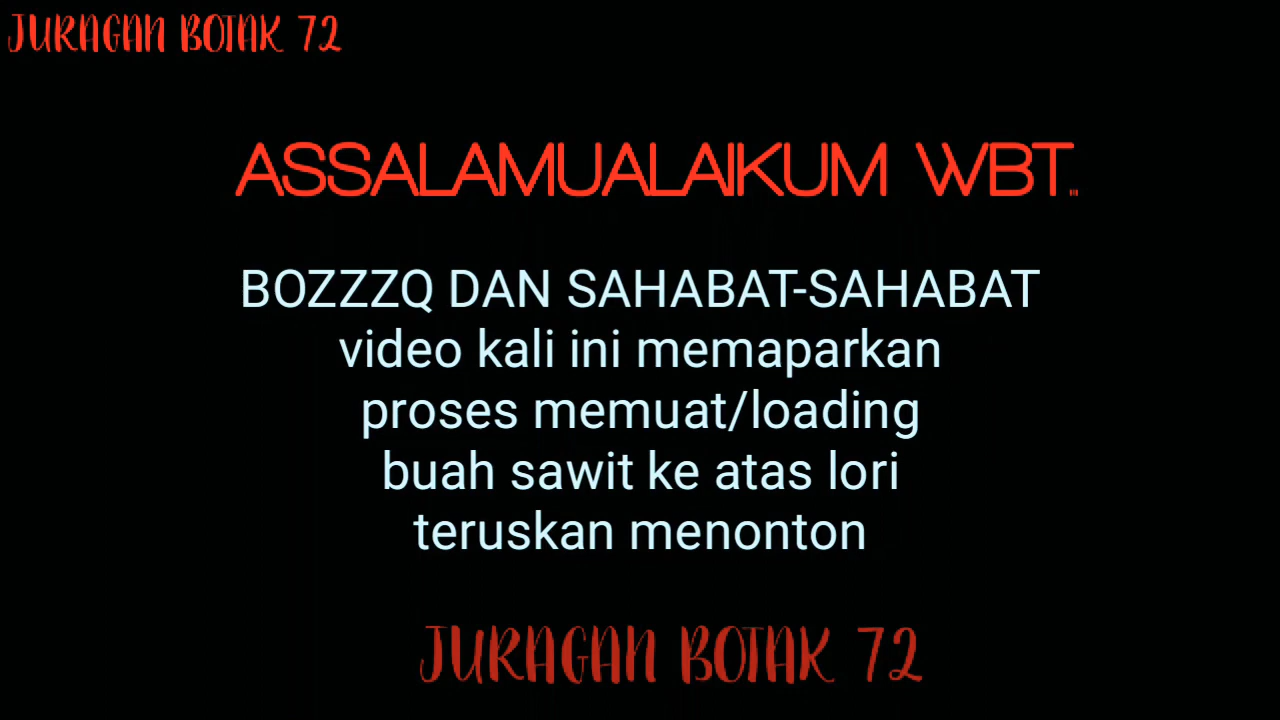 JURAGAN BOTAK 72
ASSALAMUALAIKUM WBT...
BOZZZQ DAN SAHABAT-SAHABAT
video kali ini memaparkan
proses memuat/loading
buah sawit ke atas lori
teruskan menonton
JURAGAN BOTAK 72